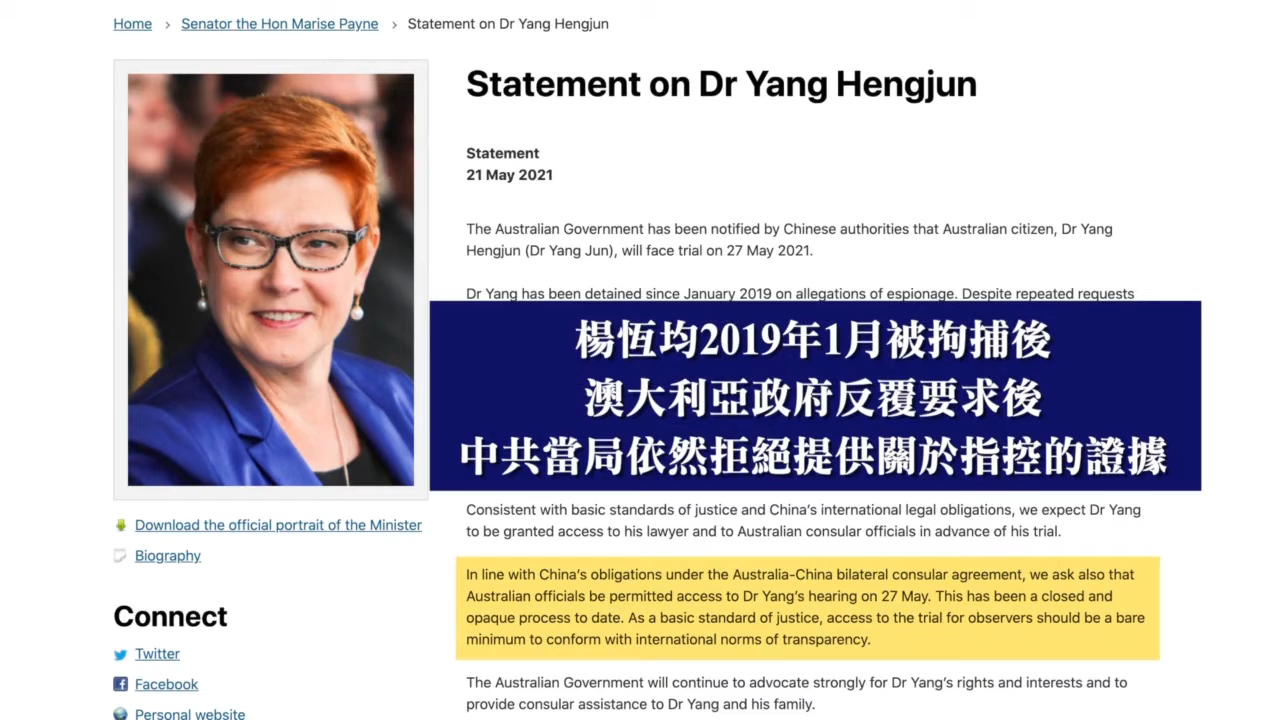 Home › Senator the Hon Marise Payne › Statement on Dr Yang Hengjun
Statement on Dr Yang Hengjun
Statement
21 May 2021
The Australian Government has been notified by Chinese authorities that Australian citizen, Dr Yang
Hengjun (Dr Yang Jun), will face trial on 27 May 2021.
Dr Yang has been detained since January 2019 on allegations of espionage. Despite repeated requests
楊恆均2019年1月被拘捕後
澳大利亞政府反覆要求後
中共當局依然拒絕提供關於指控的證據
Consistent with basic standards of justice and China's international legal obligations, we expect Dr Yang
to be granted access to his lawyer and to Australian consular officials in advance of his trial.
In line with China's obligations under the Australia-China bilateral consular agreement, we ask also that
Australian officials be permitted access to Dr Yang's hearing on 27 May. This has been a closed and
opaque process to date. As a basic standard of justice, access to the trial for observers should be a bare
minimum to conform with international norms of transparency.
The Australian Government will continue to advocate strongly for Dr Yang's rights and interests and to
provide consular assistance to Dr Yang and his family.
Download the official portrait of the Minister
Biography
Connect
Twitter
Facebook
Personal website